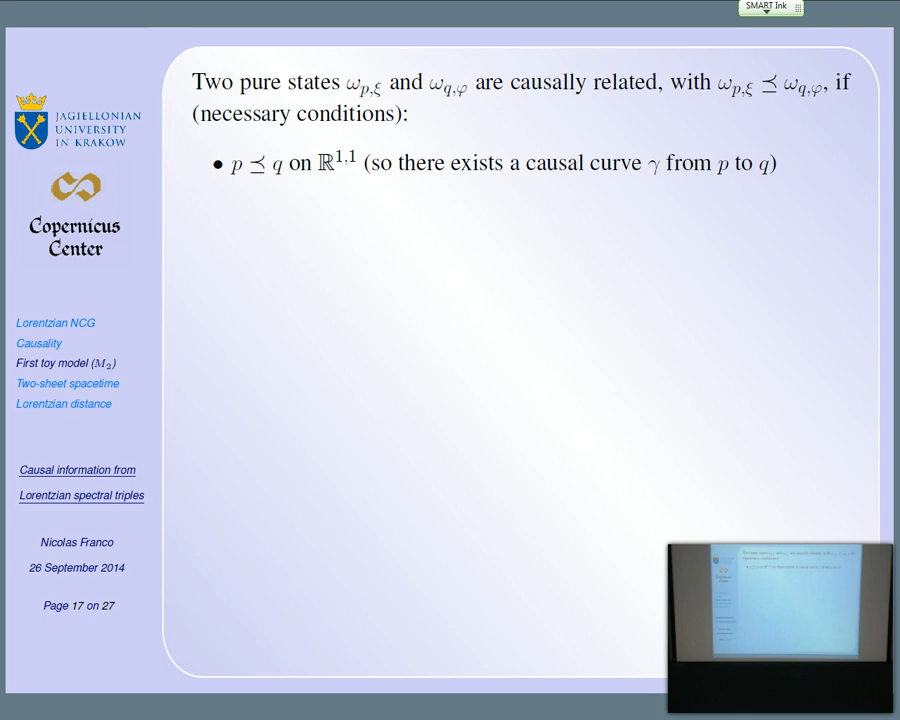 SMART Ink
JAGIELLONIAN
UNIVERSITY
IN KRAKOW
Copernicus
Center
Lorentzian NCG
Causality
First toy model (M₂)
Two-sheet spacetime
Lorentzian distance
Causal information from
Lorentzian spectral triples
Nicolas Franco
26 September 2014
Page 17 on 27
Two pure states ω_{p,ξ} and ω_{q,φ} are causally related, with ω_{p,ξ} ⪯ ω_{q,φ}, if
(necessary conditions):
• p ⪯ q on ℝ^{1,1} (so there exists a causal curve γ from p to q)